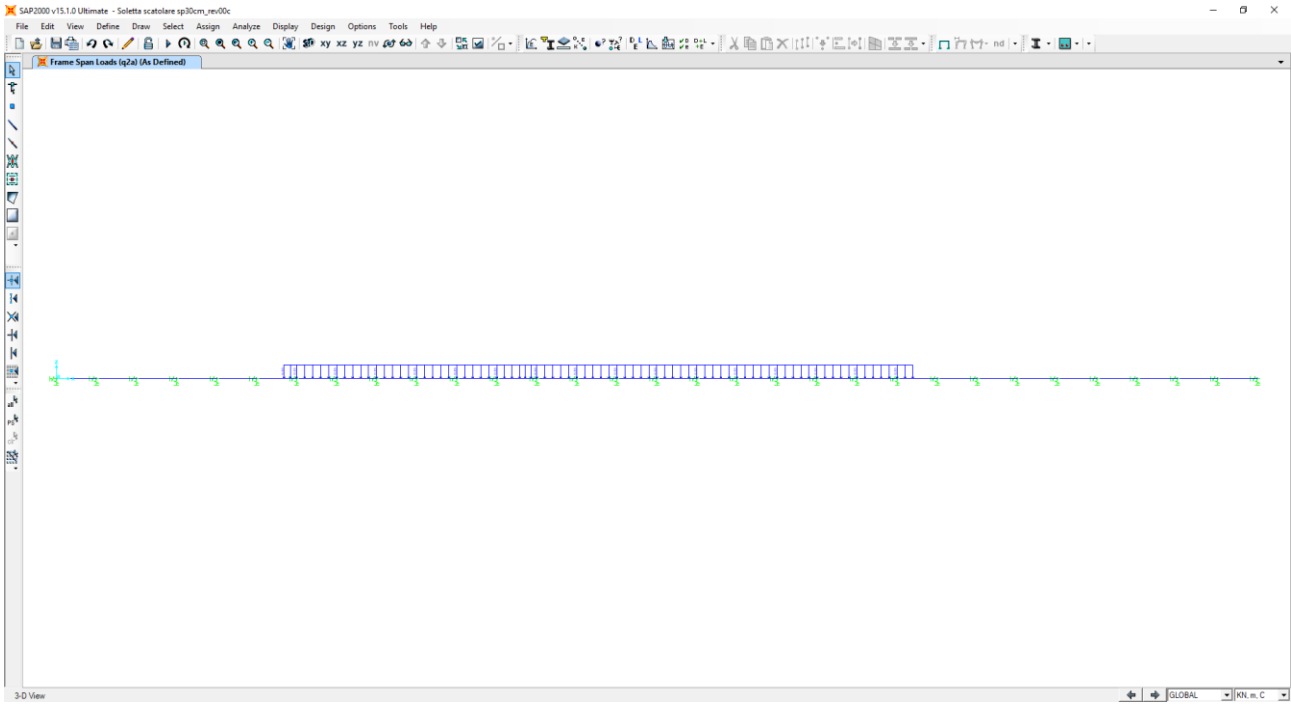 SAP2000 v15.1.0 Ultimate - Soletta scatolare sp30cm_rev00c
File Edit View Define Draw Select Assign Analyze Display Design Options Tools Help
xy xz yz nv nd
Frame Span Loads (q2a) (As Defined)
3-D View GLOBAL KN, m, C